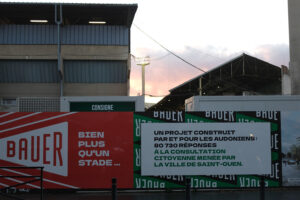 BAUER
CONSIGNE
BAUER
BIEN
PLUS
QU'UN
STADE ...
UN PROJET CONSTRUIT
PAR ET POUR LES AUDONIENS :
80 730 RÉPONSES
À LA CONSULTATION
CITOYENNE MENÉE PAR
LA VILLE DE SAINT-OUEN.